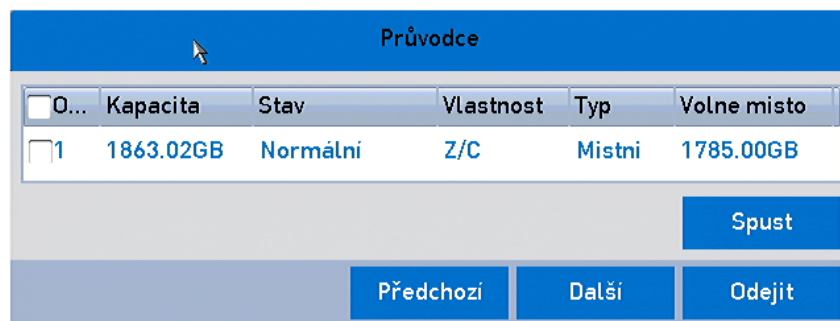 Průvodce
O... Kapacita Stav Vlastnost Typ Volne misto
1 1863.02GB Normální Z/C Mistni 1785.00GB
Spust
Předchozí Další Odejit